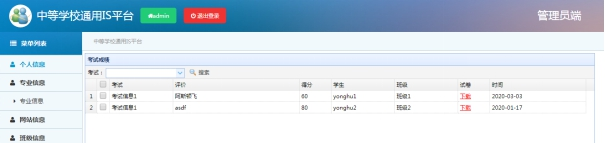 中等学校通用IS平台 admin 退出登录 管理员端
菜单列表 中等学校通用IS平台
个人信息
专业信息
专业信息
网站信息
班级信息
考试成绩
考试： 搜索
考试 评价 得分 学生 班级 试卷 时间
1 考试信息1 阿斯顿飞 60 yonghu1 班级1 下载 2020-03-03
2 考试信息1 asdf 80 yonghu2 班级2 下载 2020-01-17